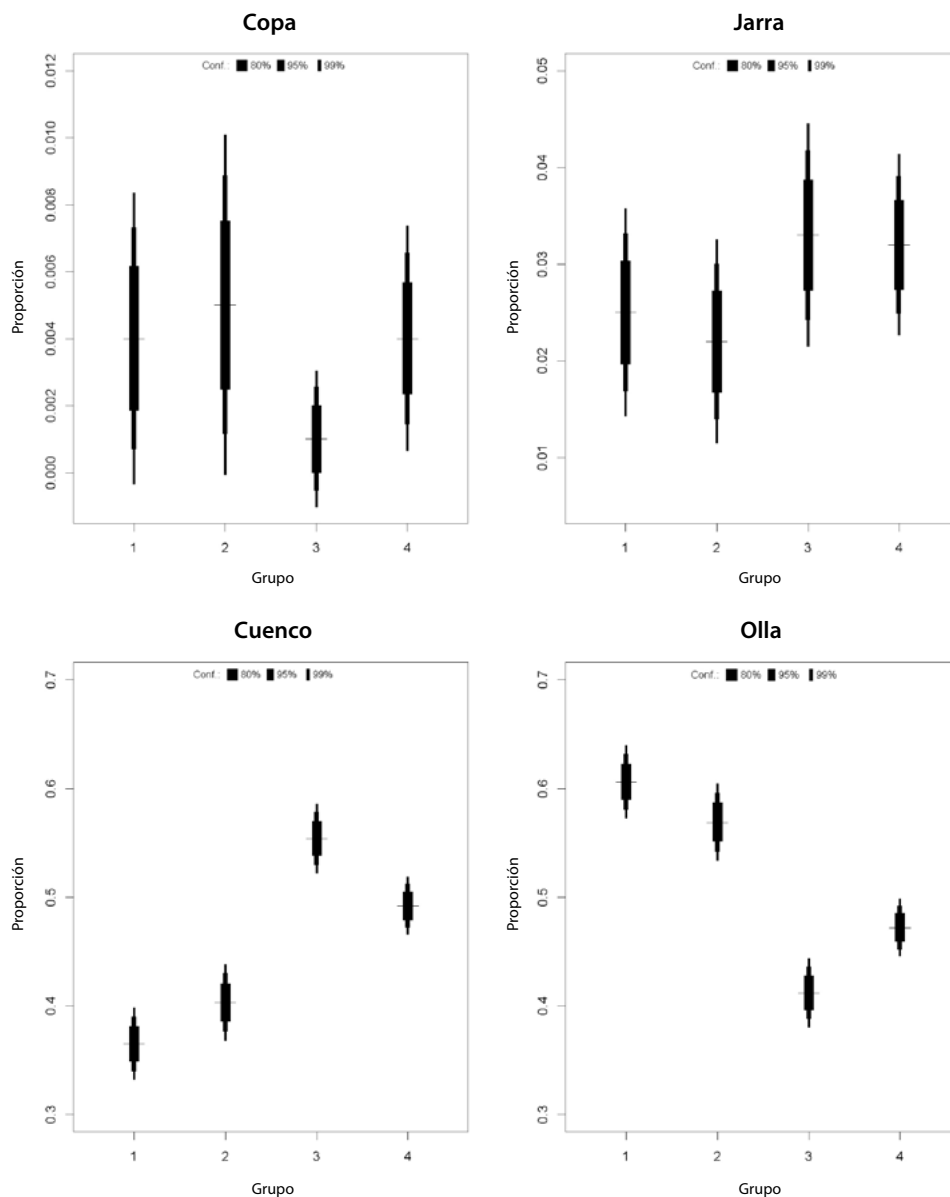 Copa
Conf.: 80% 95% 99%
Proporción
0.012
0.010
0.008
0.006
0.004
0.002
0.000
1 2 3 4
Grupo
Jarra
Conf.: 80% 95% 99%
Proporción
0.05
0.04
0.03
0.02
0.01
1 2 3 4
Grupo
Cuenco
Conf.: 80% 95% 99%
Proporción
0.7
0.6
0.5
0.4
0.3
1 2 3 4
Grupo
Olla
Conf.: 80% 95% 99%
Proporción
0.7
0.6
0.5
0.4
0.3
1 2 3 4
Grupo